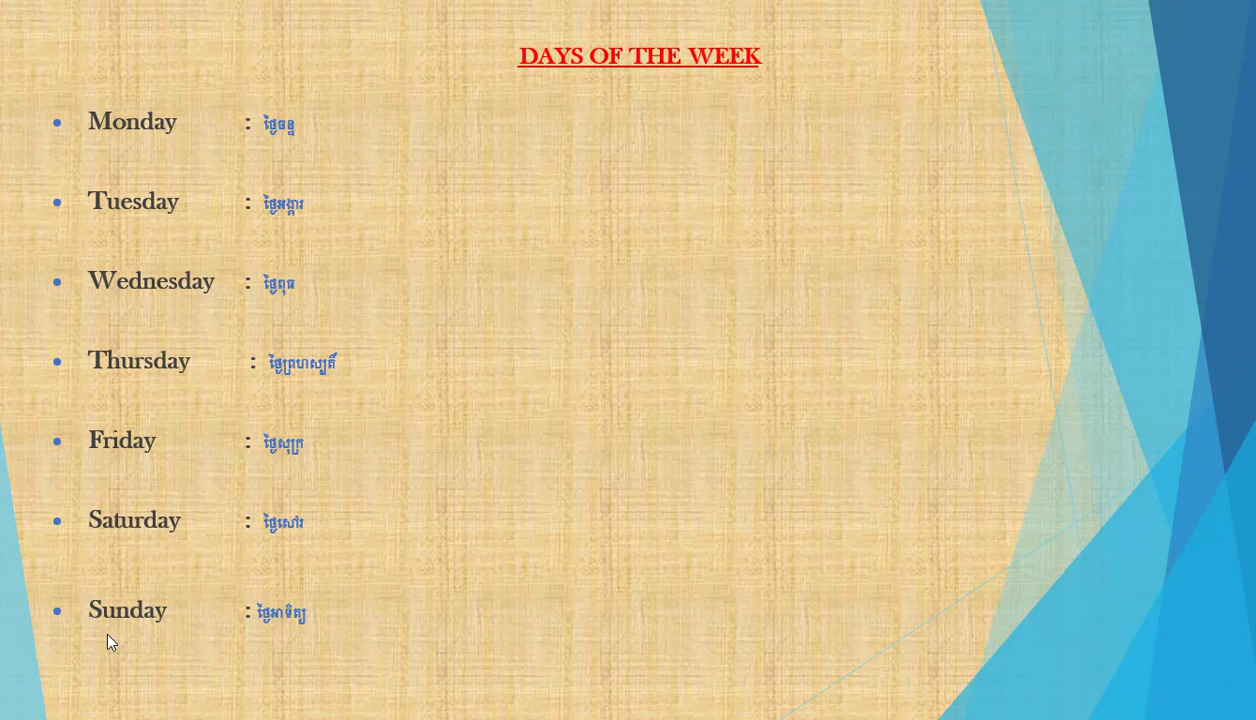 DAYS OF THE WEEK
• Monday : ថ្ងៃចន្ទ
• Tuesday : ថ្ងៃអង្គារ
• Wednesday : ថ្ងៃពុធ
• Thursday : ថ្ងៃព្រហស្បតិ៍
• Friday : ថ្ងៃសុក្រ
• Saturday : ថ្ងៃសៅរ
• Sunday : ថ្ងៃអាទិត្យ